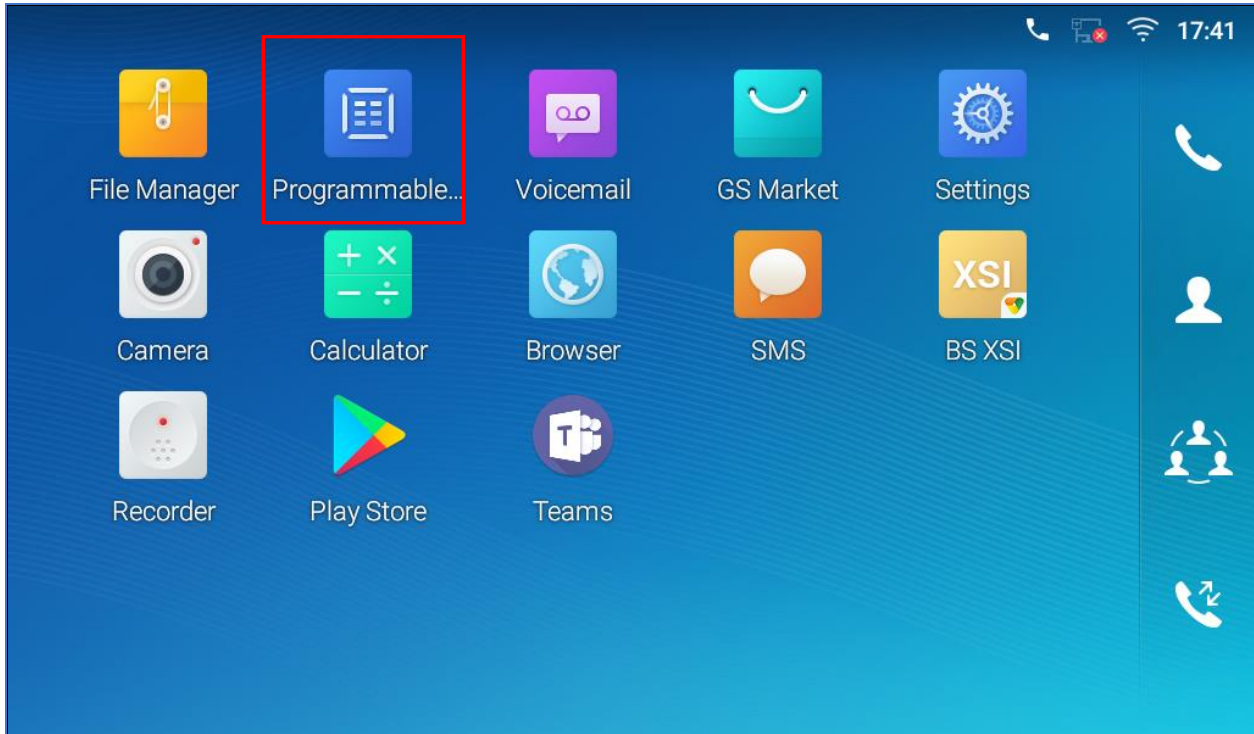 17:41
File Manager
Programmable...
Voicemail
GS Market
Settings
XSI
Camera
Calculator
Browser
SMS
BS XSI
T
Recorder
Play Store
Teams